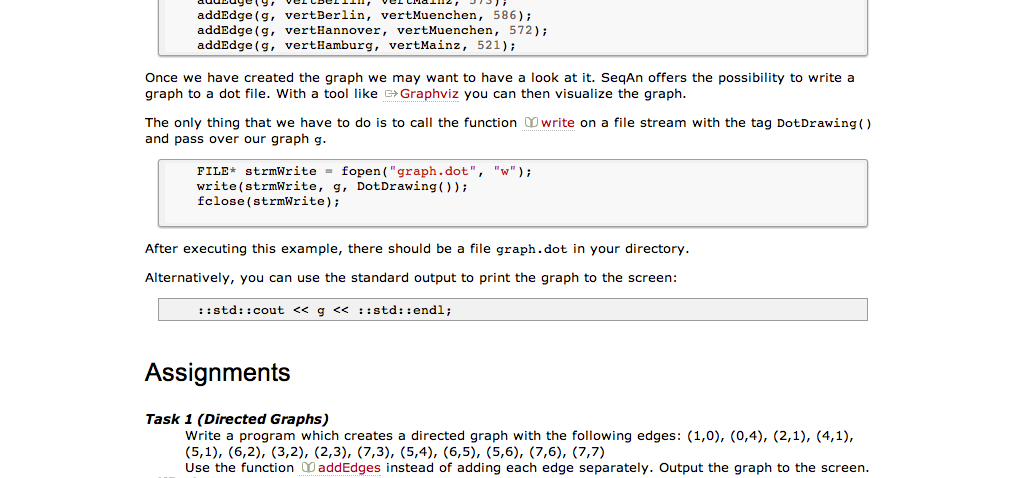 addEdge(g, vertBerlin, vertMainz, 573);
addEdge(g, vertBerlin, vertMuenchen, 586);
addEdge(g, vertHannover, vertMuenchen, 572);
addEdge(g, vertHamburg, vertMainz, 521);
Once we have created the graph we may want to have a look at it. SeqAn offers the possibility to write a
graph to a dot file. With a tool like Graphviz you can then visualize the graph.
The only thing that we have to do is to call the function write on a file stream with the tag DotDrawing()
and pass over our graph g.
FILE* strmWrite = fopen("graph.dot", "w");
write(strmWrite, g, DotDrawing());
fclose(strmWrite);
After executing this example, there should be a file graph.dot in your directory.
Alternatively, you can use the standard output to print the graph to the screen:
::std::cout << g << ::std::endl;
Assignments
Task 1 (Directed Graphs)
Write a program which creates a directed graph with the following edges: (1,0), (0,4), (2,1), (4,1),
(5,1), (6,2), (3,2), (2,3), (7,3), (5,4), (6,5), (5,6), (7,6), (7,7)
Use the function addEdges instead of adding each edge separately. Output the graph to the screen.